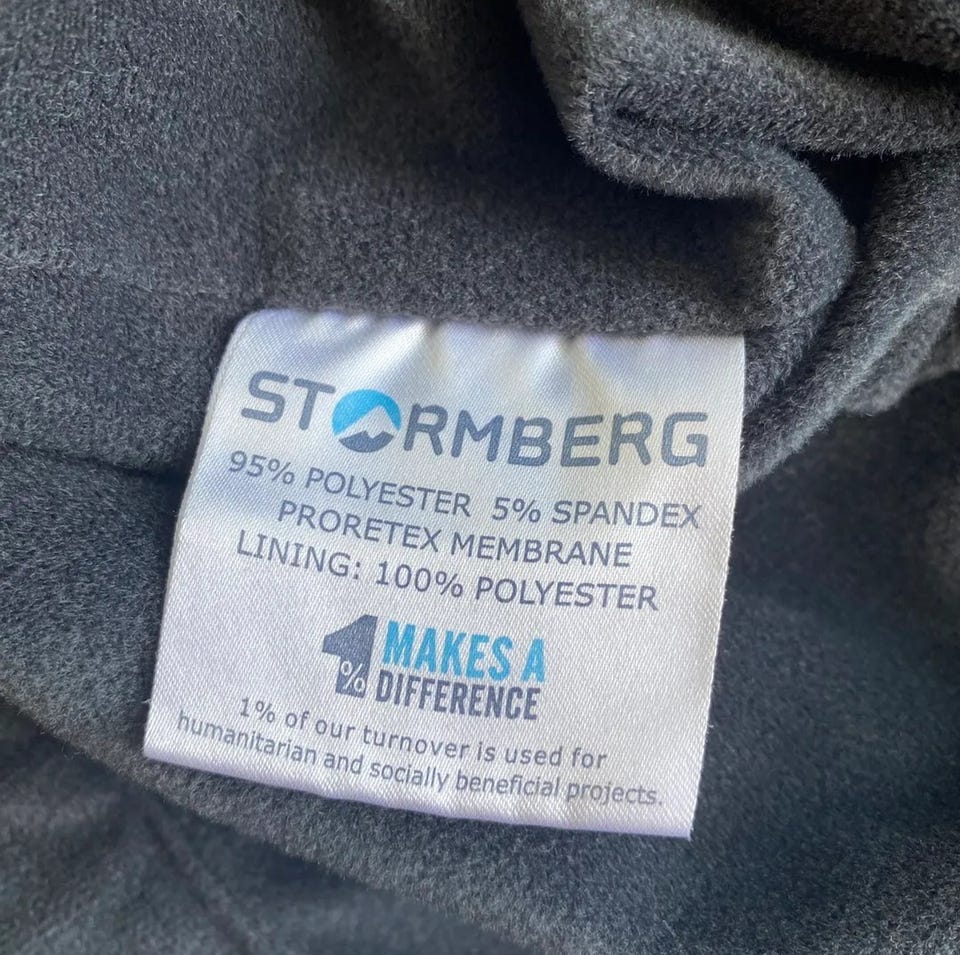 STORMBERG
95% POLYESTER 5% SPANDEX
PRORETEX MEMBRANE
LINING: 100% POLYESTER
1% MAKES A
DIFFERENCE
1% of our turnover is used for
humanitarian and socially beneficial projects.